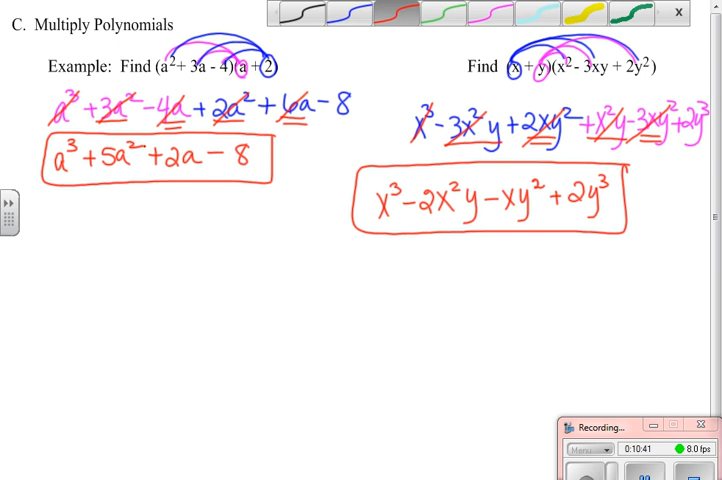 C. Multiply Polynomials
Example: Find (a² + 3a - 4)(a + 2)
a³ + 3a² - 4a + 2a² + 6a - 8
a³ + 5a² + 2a - 8
Find (x + y)(x² - 3xy + 2y²)
x³ - 3x²y + 2xy² + x²y - 3xy² + 2y³
x³ - 2x²y - xy² + 2y³
x
Recording...
Menu
0:10:41
8.0 fps